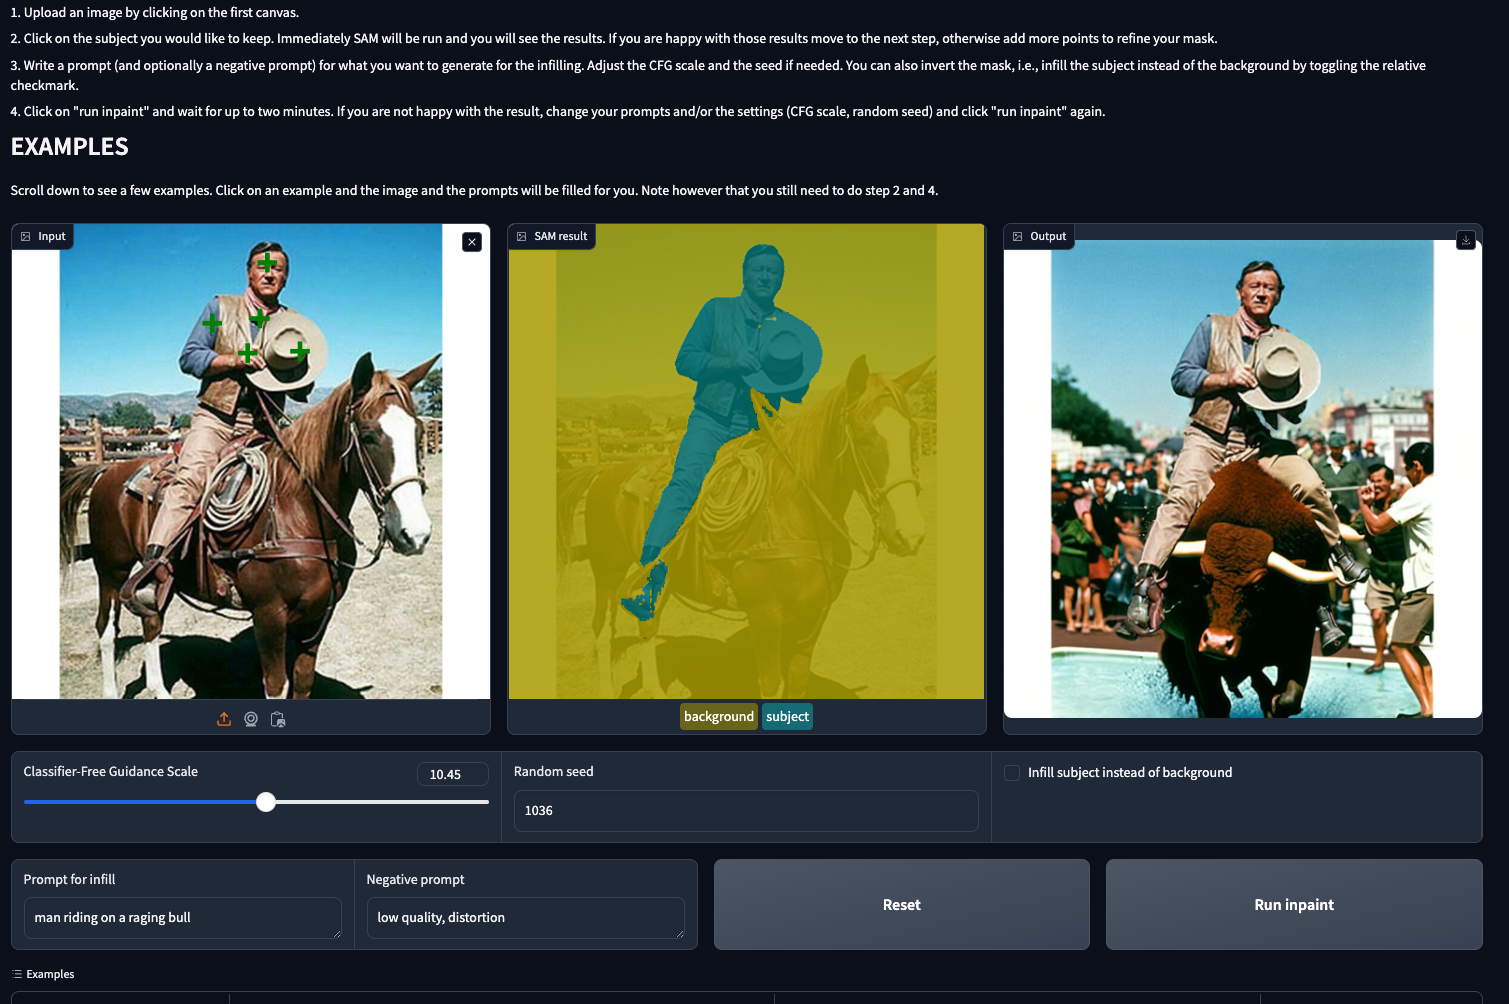 1. Upload an image by clicking on the first canvas.
2. Click on the subject you would like to keep. Immediately SAM will be run and you will see the results. If you are happy with those results move to the next step, otherwise add more points to refine your mask.
3. Write a prompt (and optionally a negative prompt) for what you want to generate for the infilling. Adjust the CFG scale and the seed if needed. You can also invert the mask, i.e., infill the subject instead of the background by toggling the relative
checkmark.
4. Click on "run inpaint" and wait for up to two minutes. If you are not happy with the result, change your prompts and/or the settings (CFG scale, random seed) and click "run inpaint" again.
EXAMPLES
Scroll down to see a few examples. Click on an example and the image and the prompts will be filled for you. Note however that you still need to do step 2 and 4.
Input
SAM result
Output
background subject
Classifier-Free Guidance Scale
10.45
Random seed
1036
Infill subject instead of background
Prompt for infill
man riding on a raging bull
Negative prompt
low quality, distortion
Reset
Run inpaint
Examples